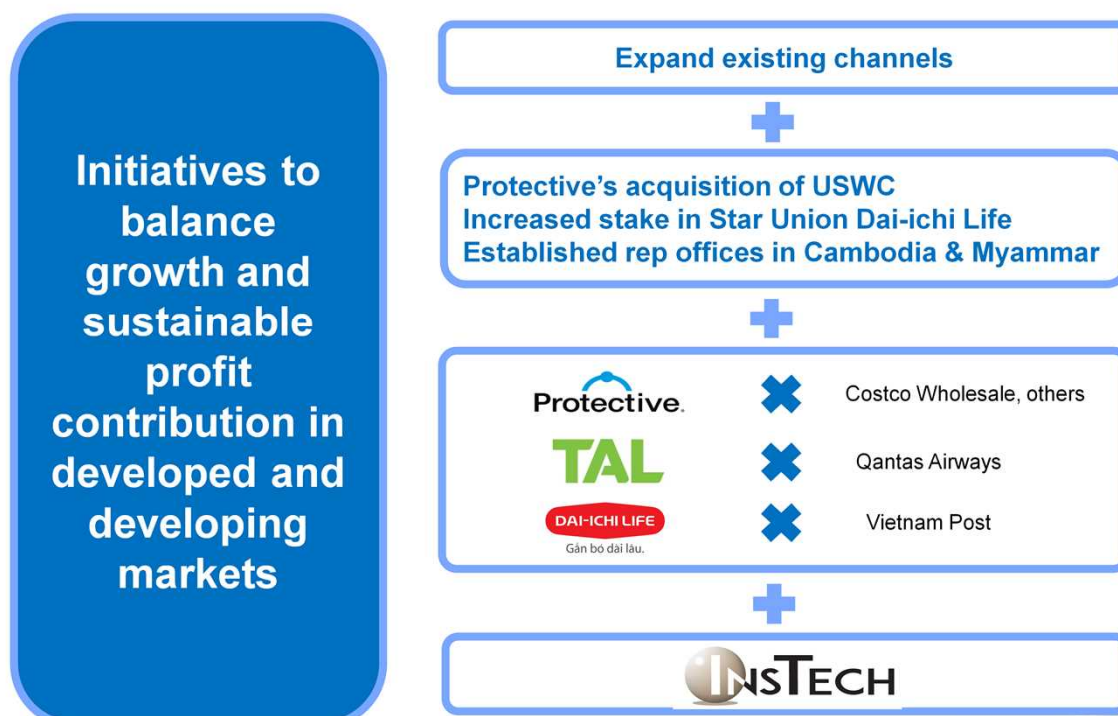 Initiatives to
balance
growth and
sustainable
profit
contribution in
developed and
developing
markets
Expand existing channels
Protective's acquisition of USWC
Increased stake in Star Union Dai-ichi Life
Established rep offices in Cambodia & Myammar
Protective.
Costco Wholesale, others
TAL
Qantas Airways
DAI-ICHI LIFE
Gắn bó dài lâu.
Vietnam Post
INSTECH